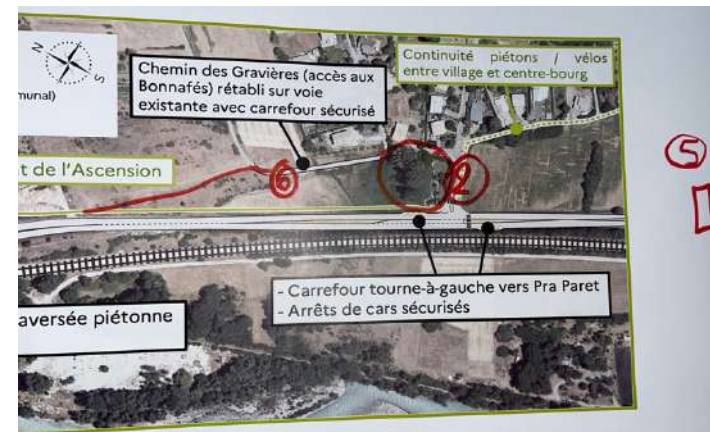 N
S
munal)
Chemin des Gravières (accès aux
Bonnafés) rétabli sur voie
existante avec carrefour sécurisé
Continuité piétons / vélos
entre village et centre-bourg
t de l'Ascension
6
2
5
- Carrefour tourne-à-gauche vers Pra Paret
- Arrêts de cars sécurisés
aversée piétonne